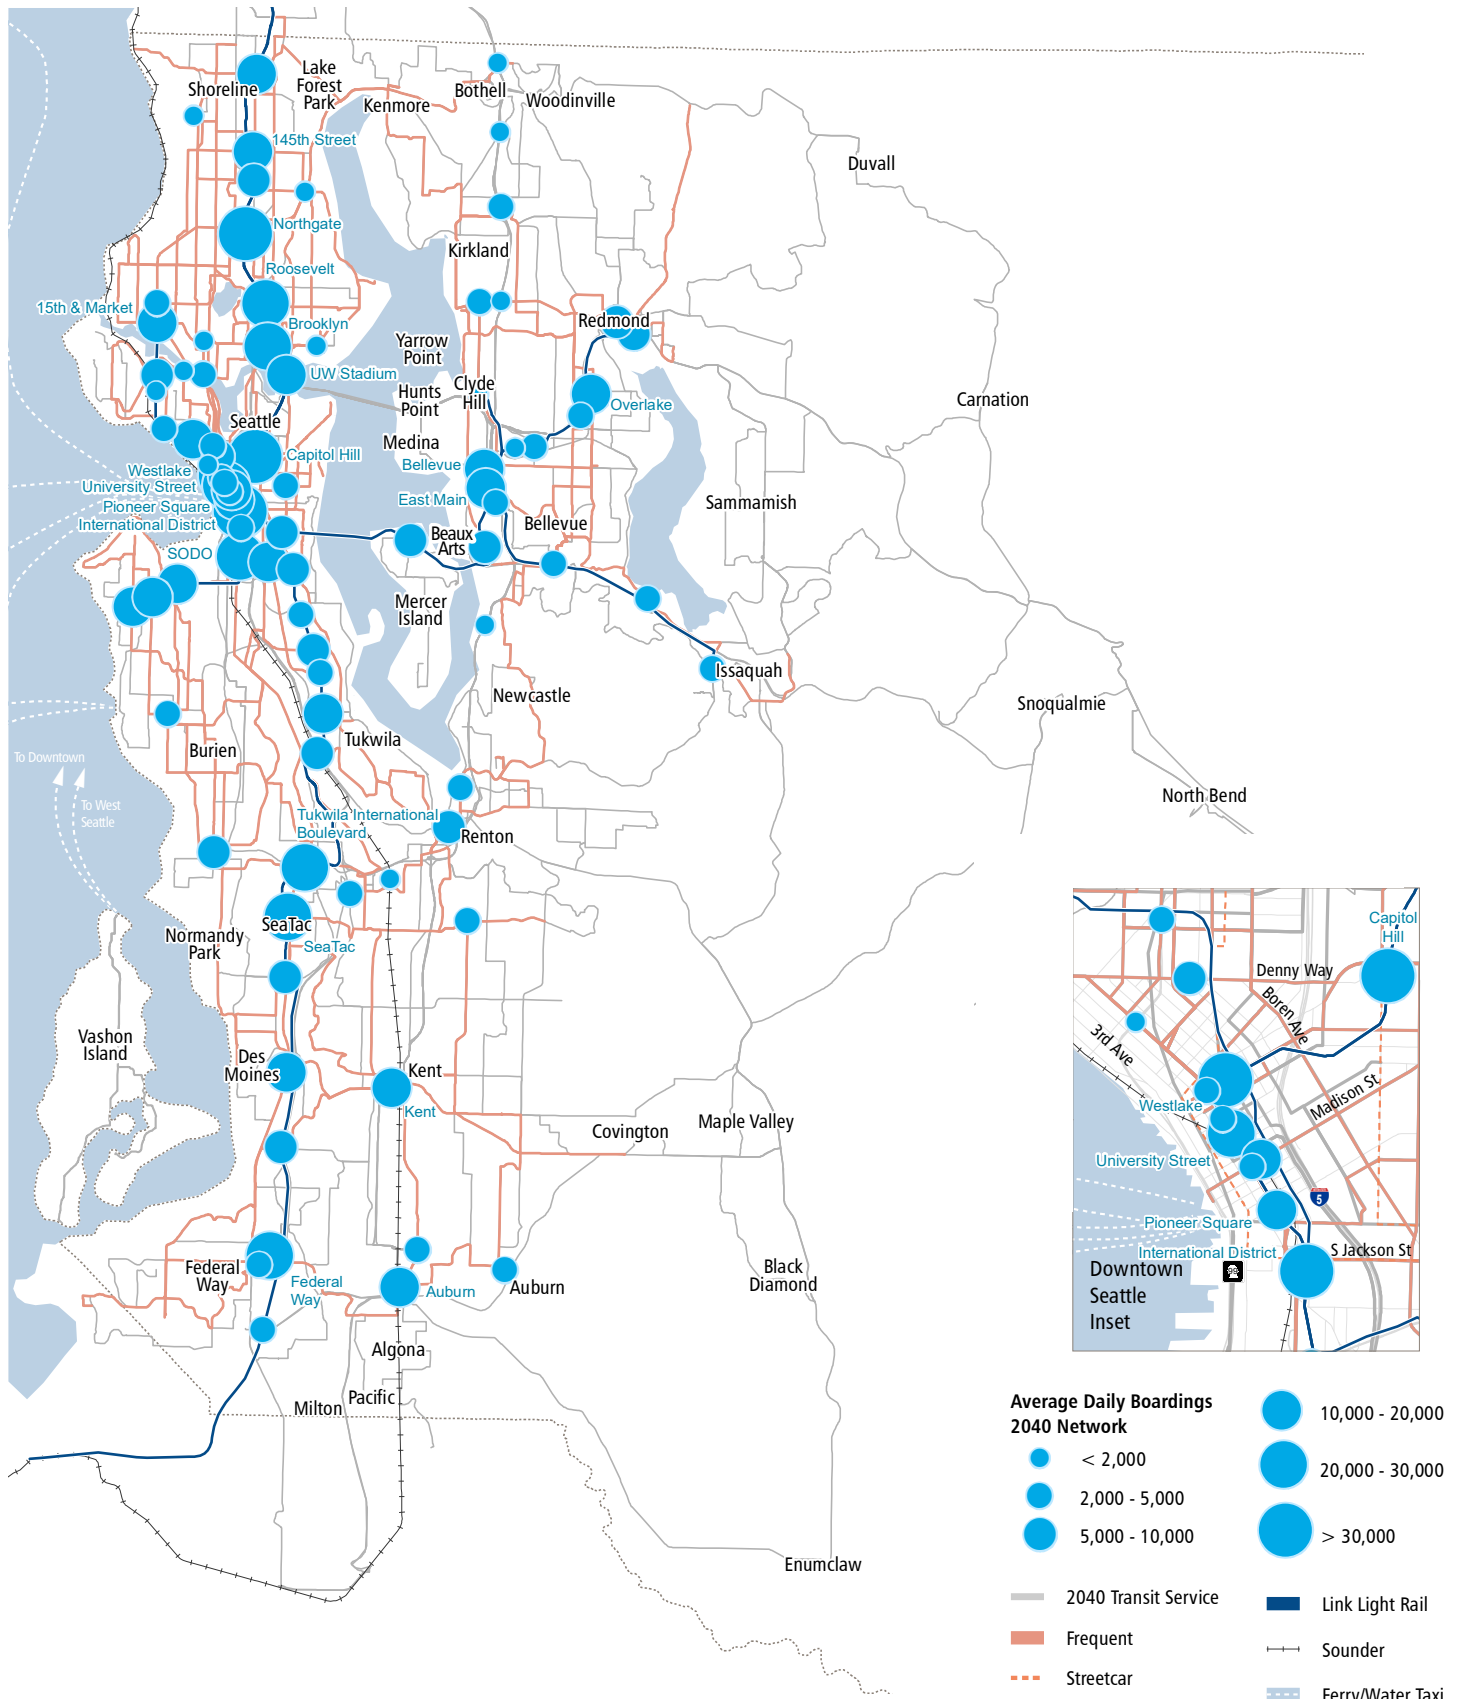 Shoreline
Lake
Forest
Park
Kenmore
Bothell
Woodinville
145th Street
Duvall
Northgate
Kirkland
Roosevelt
15th & Market
Brooklyn
Redmond
Yarrow
Point
UW Stadium
Hunts
Point
Clyde
Hill
Overlake
Carnation
Seattle
Medina
Capitol Hill
Bellevue
Westlake
University Street
East Main
Sammamish
Pioneer Square
International District
Bellevue
Beaux
Arts
SODO
Mercer
Island
Issaquah
Newcastle
Snoqualmie
Tukwila
Burien
To Downtown
To West
Seattle
North Bend
Tukwila International
Boulevard
Renton
SeaTac
SeaTac
Normandy
Park
Vashon
Island
Des
Moines
Kent
Kent
Covington
Maple Valley
Federal
Way
Federal
Way
Auburn
Auburn
Black
Diamond
Algona
Pacific
Milton
Enumclaw
Capitol
Hill
Denny Way
Boren Ave
3rd Ave
Madison St
Westlake
University Street
5
Pioneer Square
International District
S Jackson St
Downtown
Seattle
Inset
Average Daily Boardings
2040 Network
< 2,000
2,000 - 5,000
5,000 - 10,000
10,000 - 20,000
20,000 - 30,000
> 30,000
2040 Transit Service
Frequent
Streetcar
Link Light Rail
Sounder
Ferry/Water Taxi